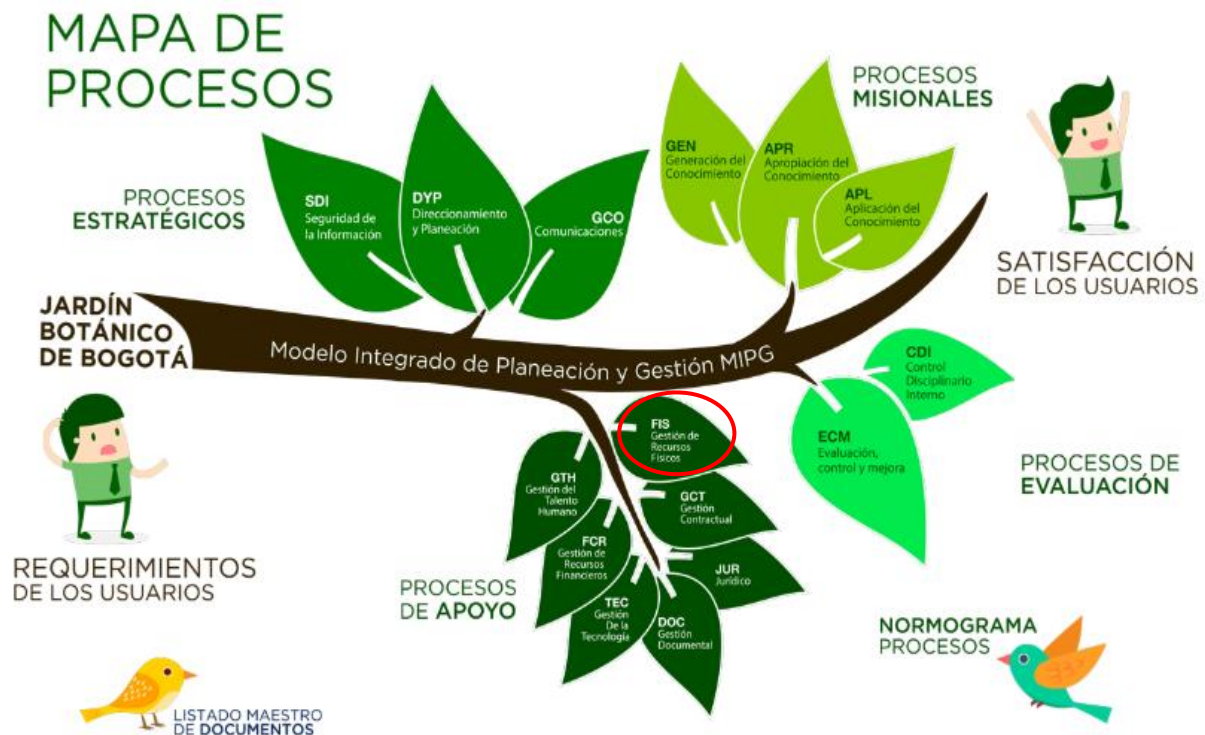 MAPA DE
PROCESOS
PROCESOS
ESTRATÉGICOS
SDI
Seguridad de
la Información
DYP
Direccionamiento
y Planeación
GCO
Comunicaciones
PROCESOS
MISIONALES
GEN
Generación del
Conocimiento
APR
Apropiación del
Conocimiento
APL
Aplicación del
Conocimiento
SATISFACCIÓN
DE LOS USUARIOS
JARDÍN
BOTÁNICO
DE BOGOTÁ
Modelo Integrado de Planeación y Gestión MIPG
CDI
Control
Disciplinario
Interno
ECM
Evaluación,
control y mejora
PROCESOS DE
EVALUACIÓN
FIS
Gestión de
Recursos
Físicos
GTH
Gestión del
Talento
Humano
GCT
Gestión
Contractual
FCR
Gestión de
Recursos
Financieros
JUR
Jurídico
TEC
Gestión
De la
Tecnología
DOC
Gestión
Documental
PROCESOS
DE APOYO
REQUERIMIENTOS
DE LOS USUARIOS
NORMOGRAMA
PROCESOS
LISTADO MAESTRO
DE DOCUMENTOS